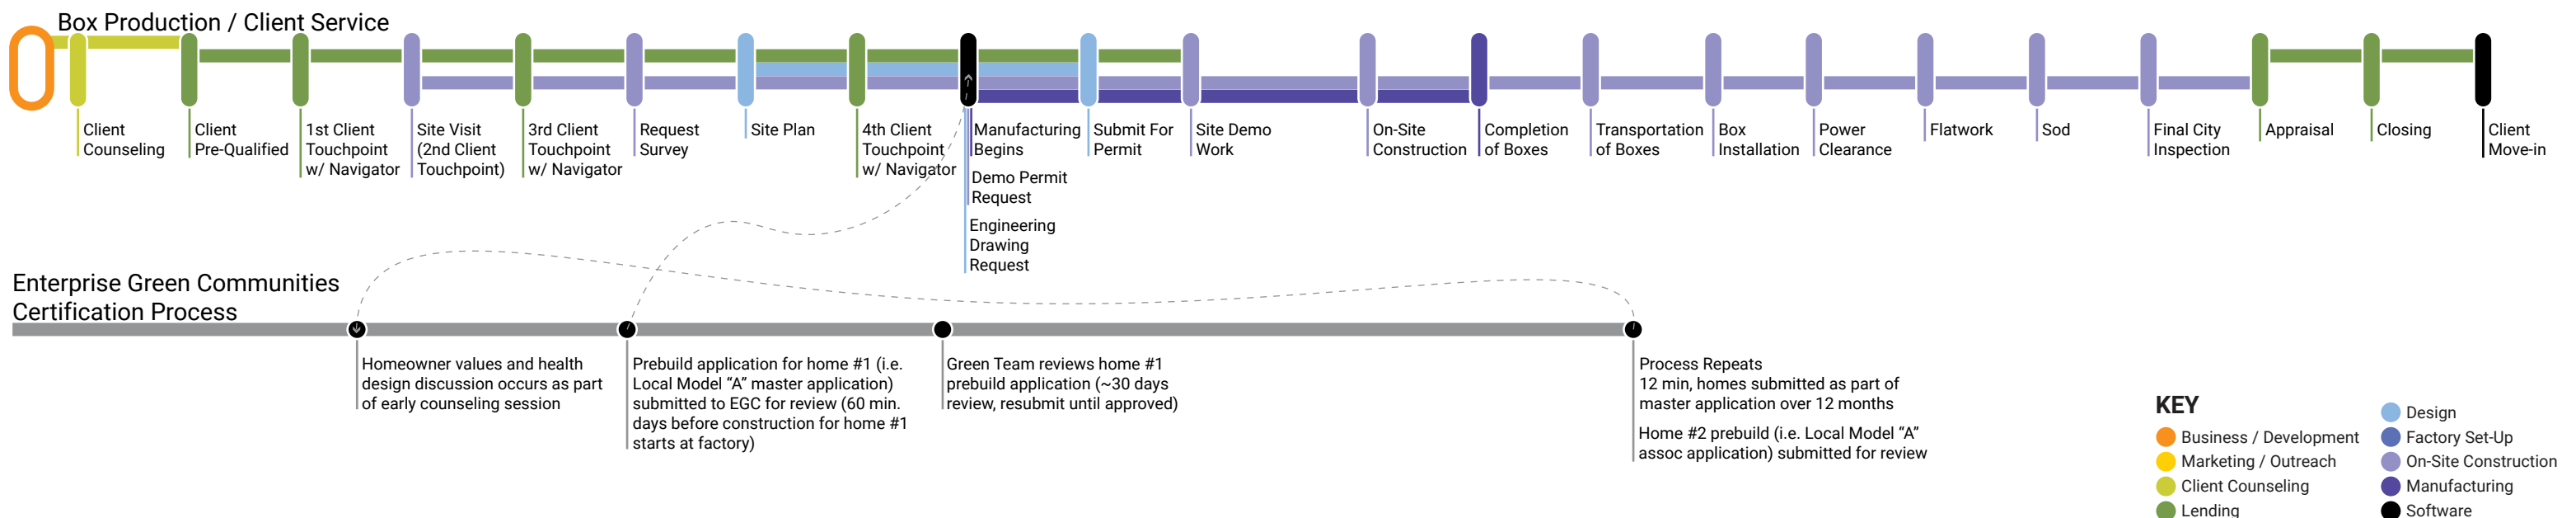 Box Production / Client Service
Client
Counseling
Client
Pre-Qualified
1st Client
Touchpoint
w/ Navigator
Site Visit
(2nd Client
Touchpoint)
3rd Client
Touchpoint
w/ Navigator
Request
Survey
Site Plan
4th Client
Touchpoint
w/ Navigator
Manufacturing
Begins
Demo Permit
Request
Engineering
Drawing
Request
Submit For
Permit
Site Demo
Work
On-Site
Construction
Completion
of Boxes
Transportation
of Boxes
Box
Installation
Power
Clearance
Flatwork
Sod
Final City
Inspection
Appraisal
Closing
Client
Move-in
Enterprise Green Communities
Certification Process
Homeowner values and health
design discussion occurs as part
of early counseling session
Prebuild application for home #1 (i.e.
Local Model “A” master application)
submitted to EGC for review (60 min.
days before construction for home #1
starts at factory)
Green Team reviews home #1
prebuild application (~30 days
review, resubmit until approved)
Process Repeats
12 min, homes submitted as part of
master application over 12 months
Home #2 prebuild (i.e. Local Model “A”
assoc application) submitted for review
KEY
Business / Development
Marketing / Outreach
Client Counseling
Lending
Design
Factory Set-Up
On-Site Construction
Manufacturing
Software